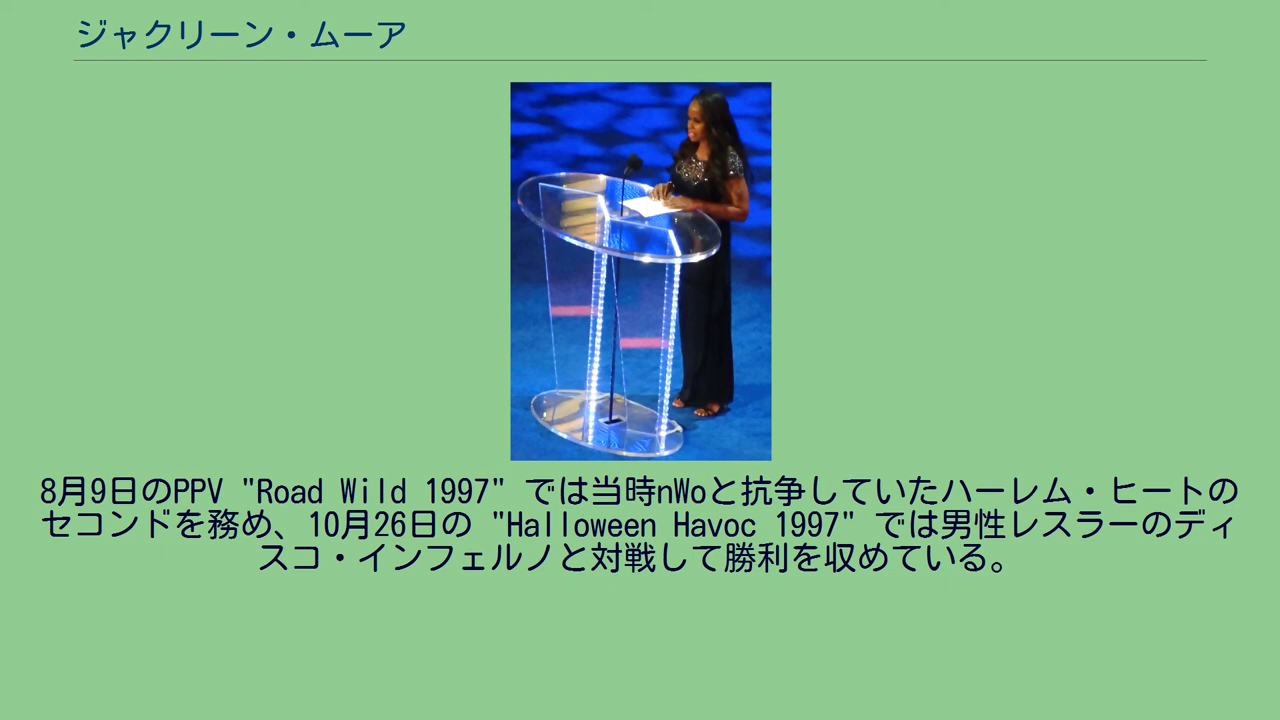 ジャクリーン・ムーア
8月9日のPPV "Road Wild 1997" では当時nWoと抗争していたハーレム・ヒートの
セコンドを務め、10月26日の "Halloween Havoc 1997" では男性レスラーのディ
スコ・インフェルノと対戦して勝利を収めている。